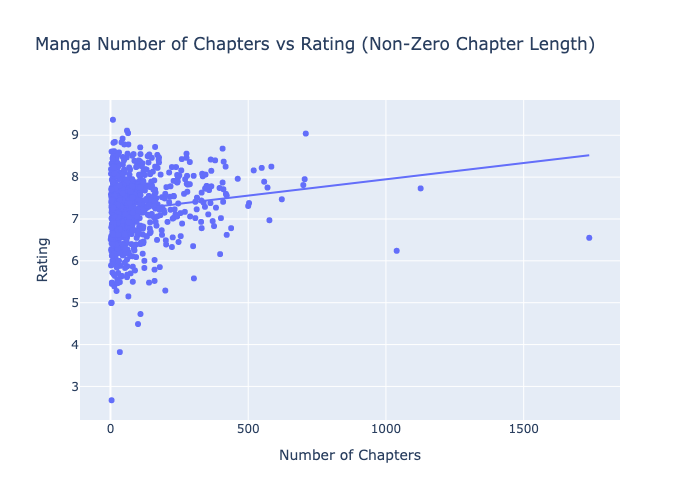 Manga Number of Chapters vs Rating (Non-Zero Chapter Length)
9
8
7
6
5
4
3
Rating
0 500 1000 1500
Number of Chapters